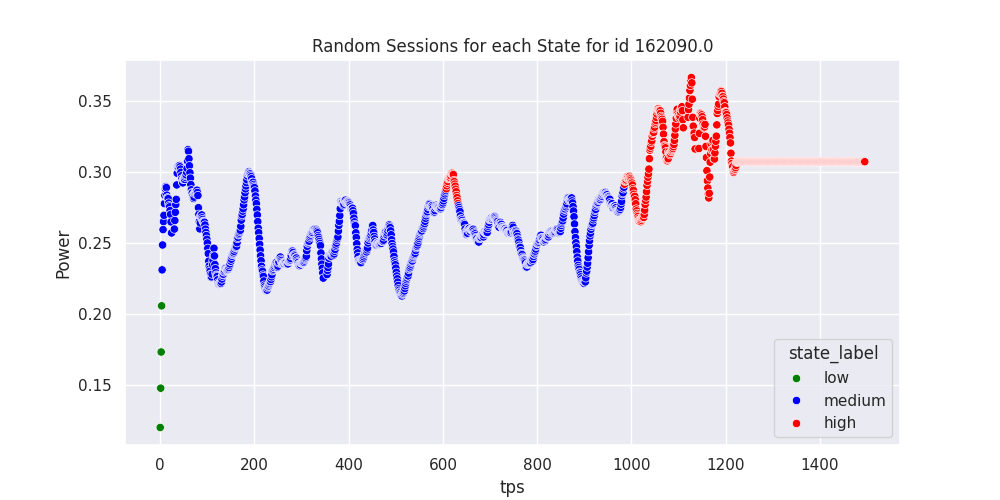 Random Sessions for each State for id 162090.0
Power
0.35
0.30
0.25
0.20
0.15
0 200 400 600 800 1000 1200 1400
tps
state_label
low
medium
high